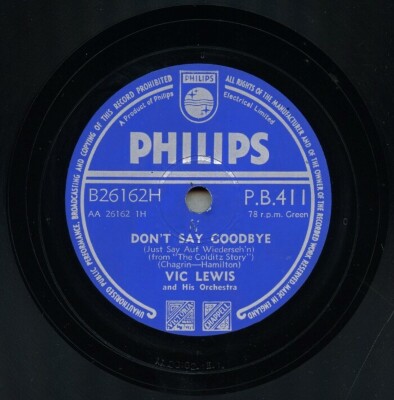 UNAUTHORISED PUBLIC PERFORMANCE, BROADCASTING AND COPYING OF THIS RECORD PROHIBITED
ALL RIGHTS OF THE MANUFACTURER AND OF THE OWNER OF THE RECORDED WORK RESERVED MADE IN ENGLAND
A Product of Philips
Electrical Limited
PHILIPS
PHILIPS
B26162H P.B.411
AA 26162 1H 78 r.p.m. Green
DON'T SAY GOODBYE
(Just Say Auf Wiederseh'n)
(from "The Colditz Story")
(Chagrin—Hamilton)
VIC LEWIS
and His Orchestra
CHAPPELL